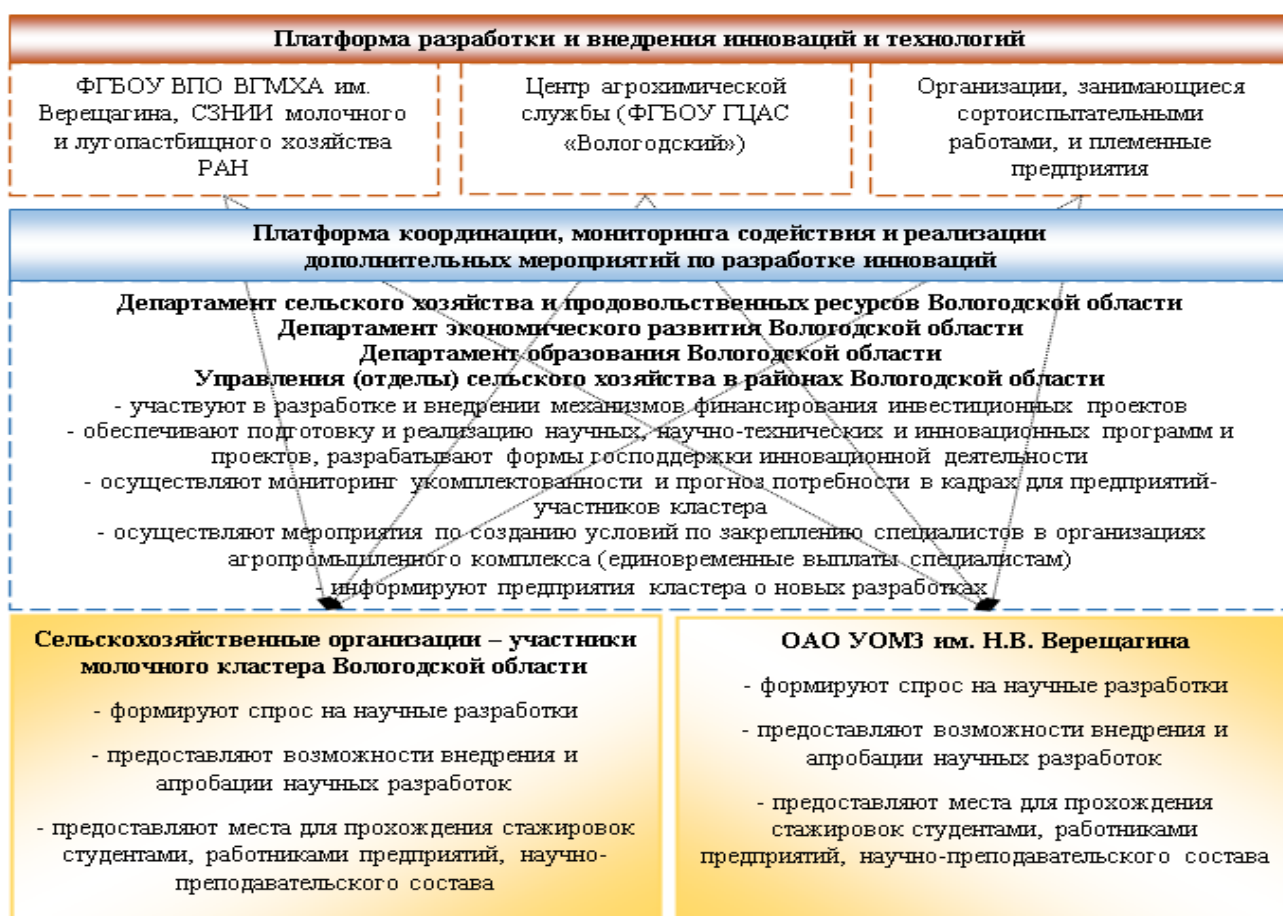 Платформа разработки и внедрения инноваций и технологий
ФГБОУ ВПО ВГМХА им.
Верещагина, СЗНИИ молочного
и лугопастбищного хозяйства
РАН
Центр агрохимической
службы (ФГБОУ ГЦАС
«Вологодский»)
Организации, занимающиеся
сортоиспытательными
работами, и племенные
предприятия
Платформа координации, мониторинга содействия и реализации
дополнительных мероприятий по разработке инноваций
Департамент сельского хозяйства и продовольственных ресурсов Вологодской области
Департамент экономического развития Вологодской области
Департамент образования Вологодской области
Управления (отделы) сельского хозяйства в районах Вологодской области
- участвуют в разработке и внедрении механизмов финансирования инвестиционных проектов
- обеспечивают подготовку и реализацию научных, научно-технических и инновационных программ и
проектов, разрабатывают формы господдержки инновационной деятельности
- осуществляют мониторинг укомплектованности и прогноз потребности в кадрах для предприятий-
участников кластера
- осуществляют мероприятия по созданию условий по закреплению специалистов в организациях
агропромышленного комплекса (единовременные выплаты специалистам)
- информируют предприятия кластера о новых разработках
Сельскохозяйственные организации – участники
молочного кластера Вологодской области
- формируют спрос на научные разработки
- предоставляют возможности внедрения и
апробации научных разработок
- предоставляют места для прохождения стажировок
студентами, работниками предприятий, научно-
преподавательского состава
ОАО УОМЗ им. Н.В. Верещагина
- формируют спрос на научные разработки
- предоставляют возможности внедрения и
апробации научных разработок
- предоставляют места для прохождения
стажировок студентами, работниками
предприятий, научно-преподавательского состава